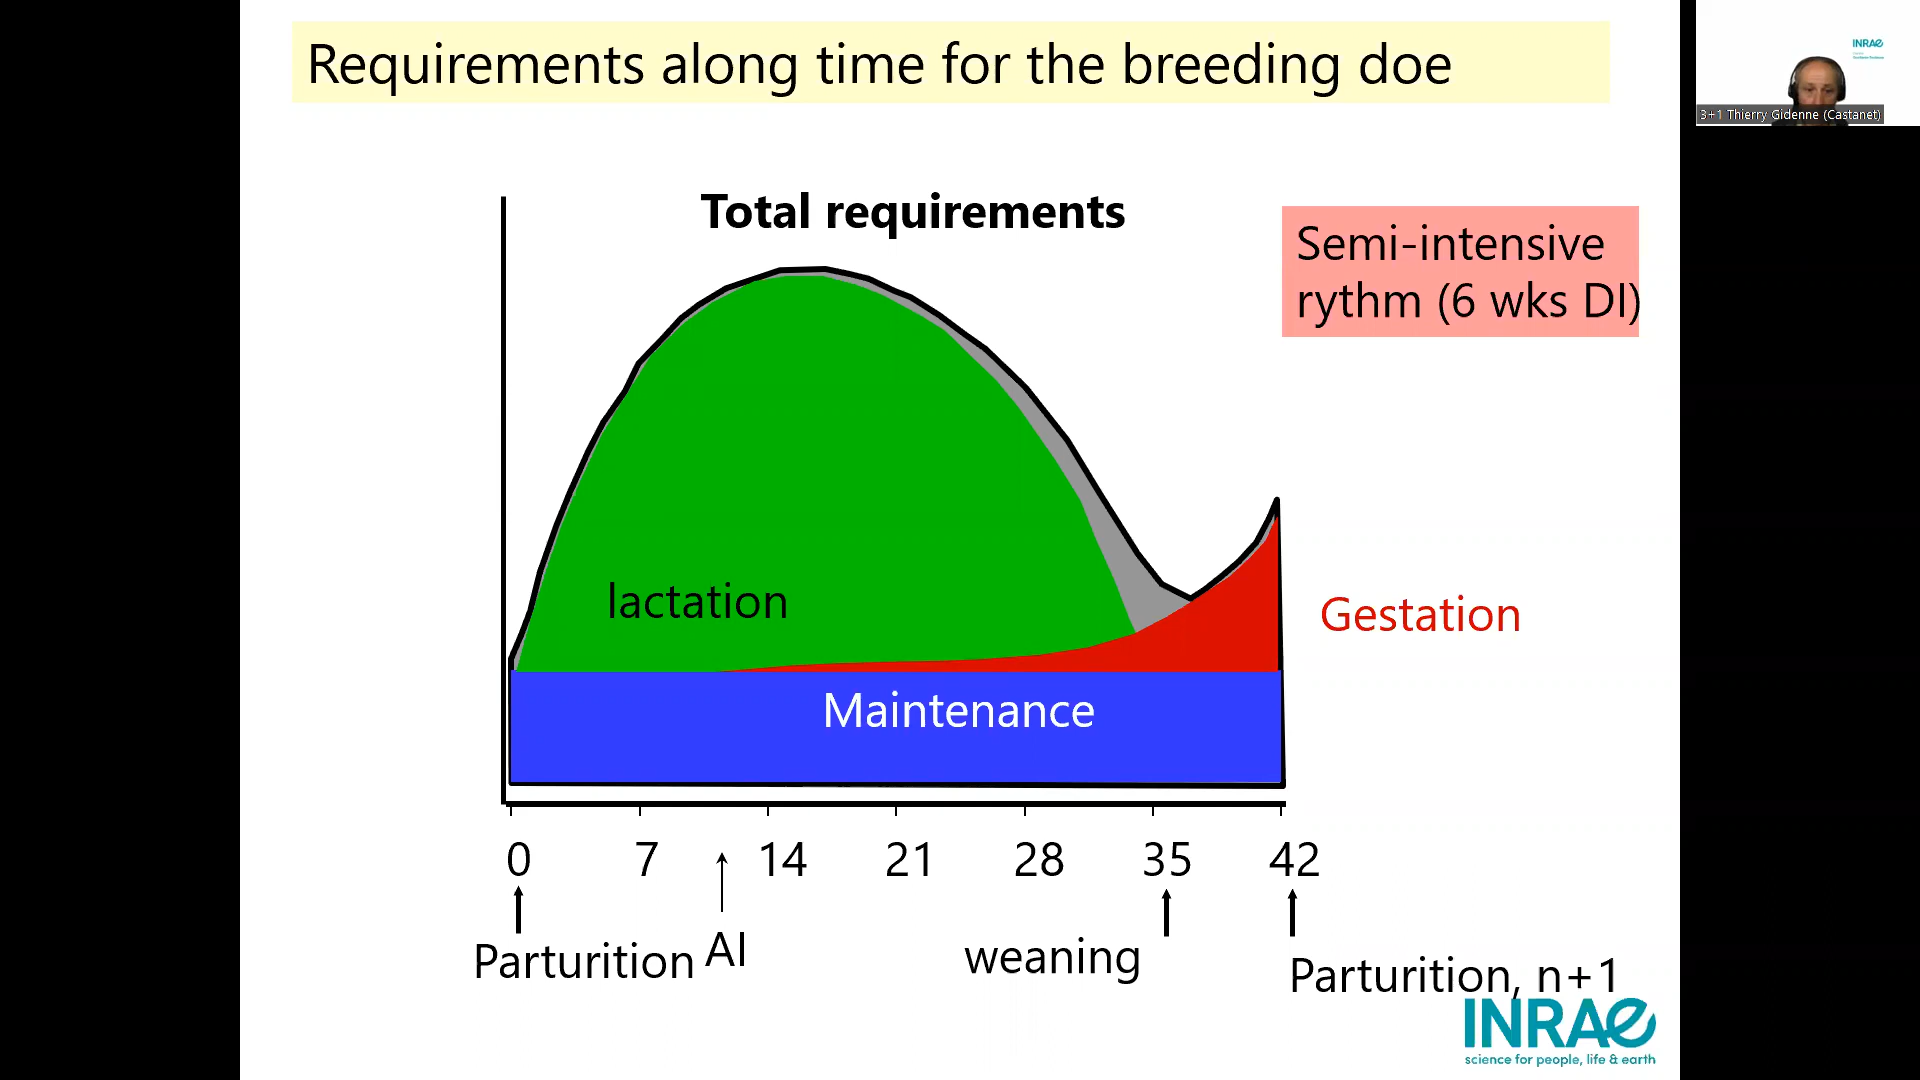 Requirements along time for the breeding doe
INRAE
3+1 Thierry Gidenne (Castanet)
Total requirements
Semi-intensive
rythm (6 wks DI)
lactation
Gestation
Maintenance
0 7 14 21 28 35 42
Parturition AI weaning Parturition, n+1
INRAE
science for people, life & earth